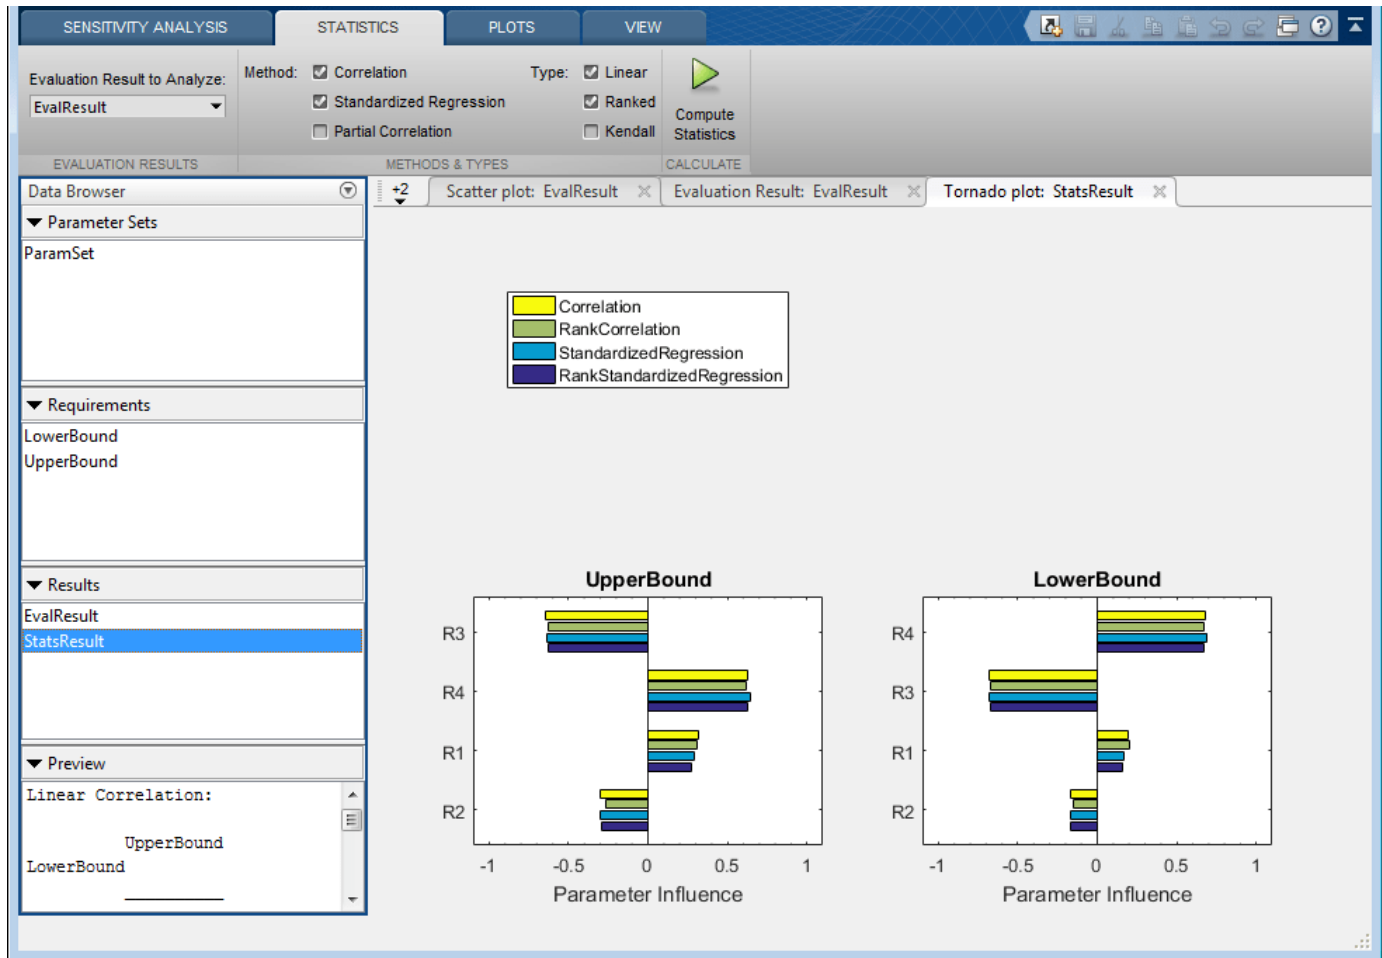 SENSITIVITY ANALYSIS STATISTICS PLOTS VIEW
Evaluation Result to Analyze:
EvalResult
EVALUATION RESULTS
Method: Correlation
Standardized Regression
Partial Correlation
Type: Linear
Ranked
Kendall
METHODS & TYPES
Compute
Statistics
CALCULATE
Data Browser
Parameter Sets
ParamSet
Requirements
LowerBound
UpperBound
Results
EvalResult
StatsResult
Preview
Linear Correlation:
UpperBound
LowerBound
+2 Scatter plot: EvalResult Evaluation Result: EvalResult Tornado plot: StatsResult
Correlation
RankCorrelation
StandardizedRegression
RankStandardizedRegression
UpperBound
R3
R4
R1
R2
-1 -0.5 0 0.5 1
Parameter Influence
LowerBound
R4
R3
R1
R2
-1 -0.5 0 0.5 1
Parameter Influence